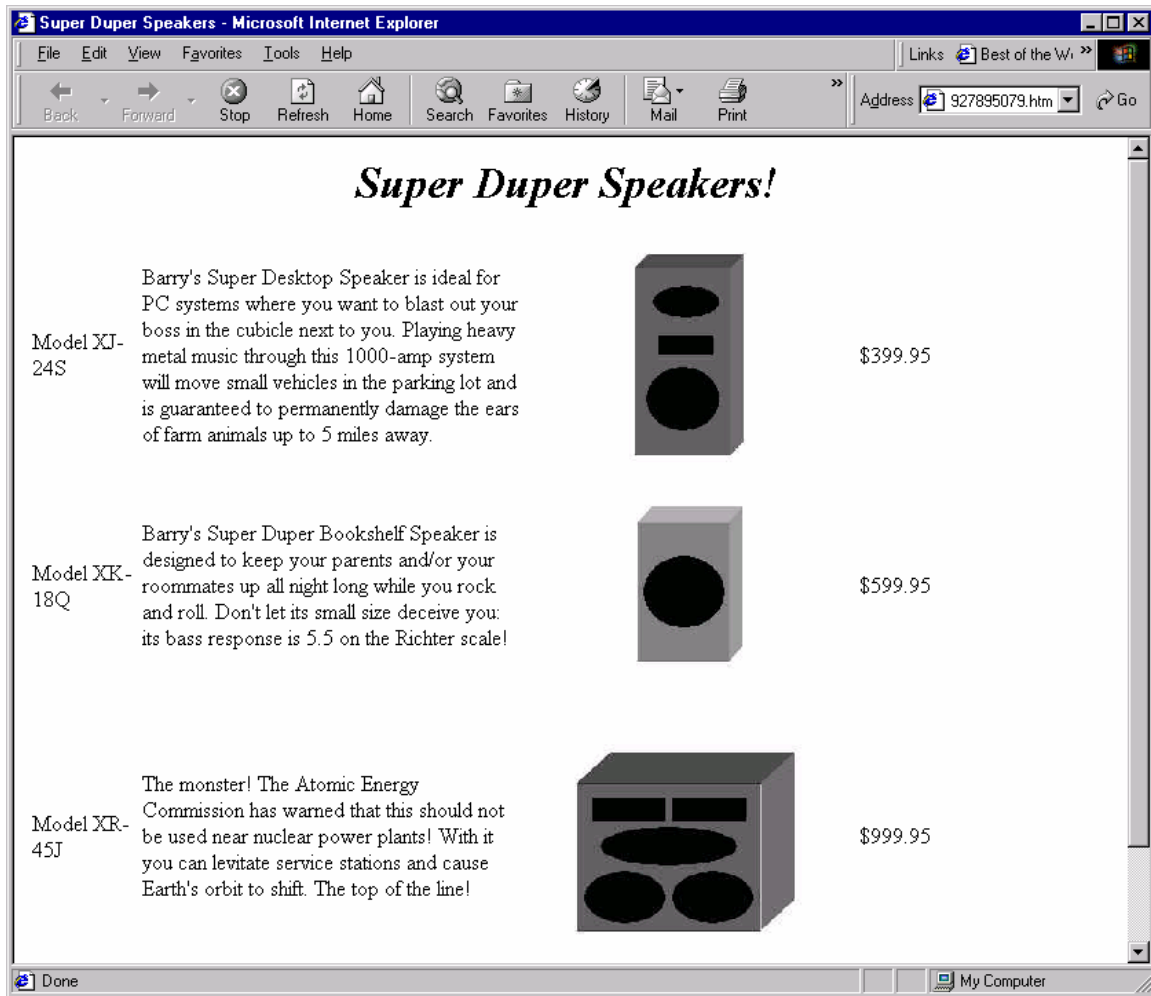 Super Duper Speakers - Microsoft Internet Explorer
File Edit View Favorites Tools Help
Links Best of the W
Back Forward Stop Refresh Home Search Favorites History Mail Print
Address 927895079.htm Go
Super Duper Speakers!
Model XJ-
24S
Barry's Super Desktop Speaker is ideal for
PC systems where you want to blast out your
boss in the cubicle next to you. Playing heavy
metal music through this 1000-amp system
will move small vehicles in the parking lot and
is guaranteed to permanently damage the ears
of farm animals up to 5 miles away.
$399.95
Model XK-
18Q
Barry's Super Duper Bookshelf Speaker is
designed to keep your parents and/or your
roommates up all night long while you rock
and roll. Don't let its small size deceive you:
its bass response is 5.5 on the Richter scale!
$599.95
Model XR-
45J
The monster! The Atomic Energy
Commission has warned that this should not
be used near nuclear power plants! With it
you can levitate service stations and cause
Earth's orbit to shift. The top of the line!
$999.95
Done
My Computer